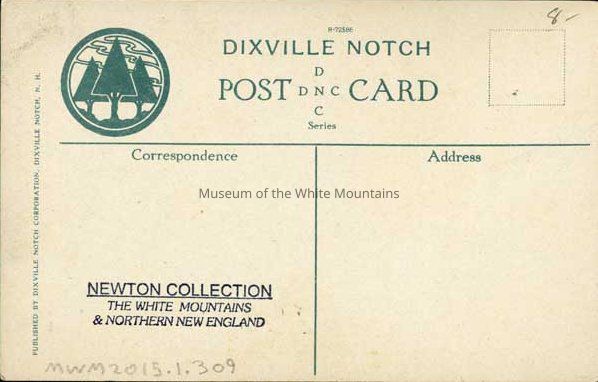 8-
R-72586
DIXVILLE NOTCH
D
POST D N C CARD
C
Series
Correspondence
Address
Museum of the White Mountains
PUBLISHED BY DIXVILLE NOTCH CORPORATION, DIXVILLE NOTCH, N. H.
NEWTON COLLECTION
THE WHITE MOUNTAINS
& NORTHERN NEW ENGLAND
MWM2015.1.309